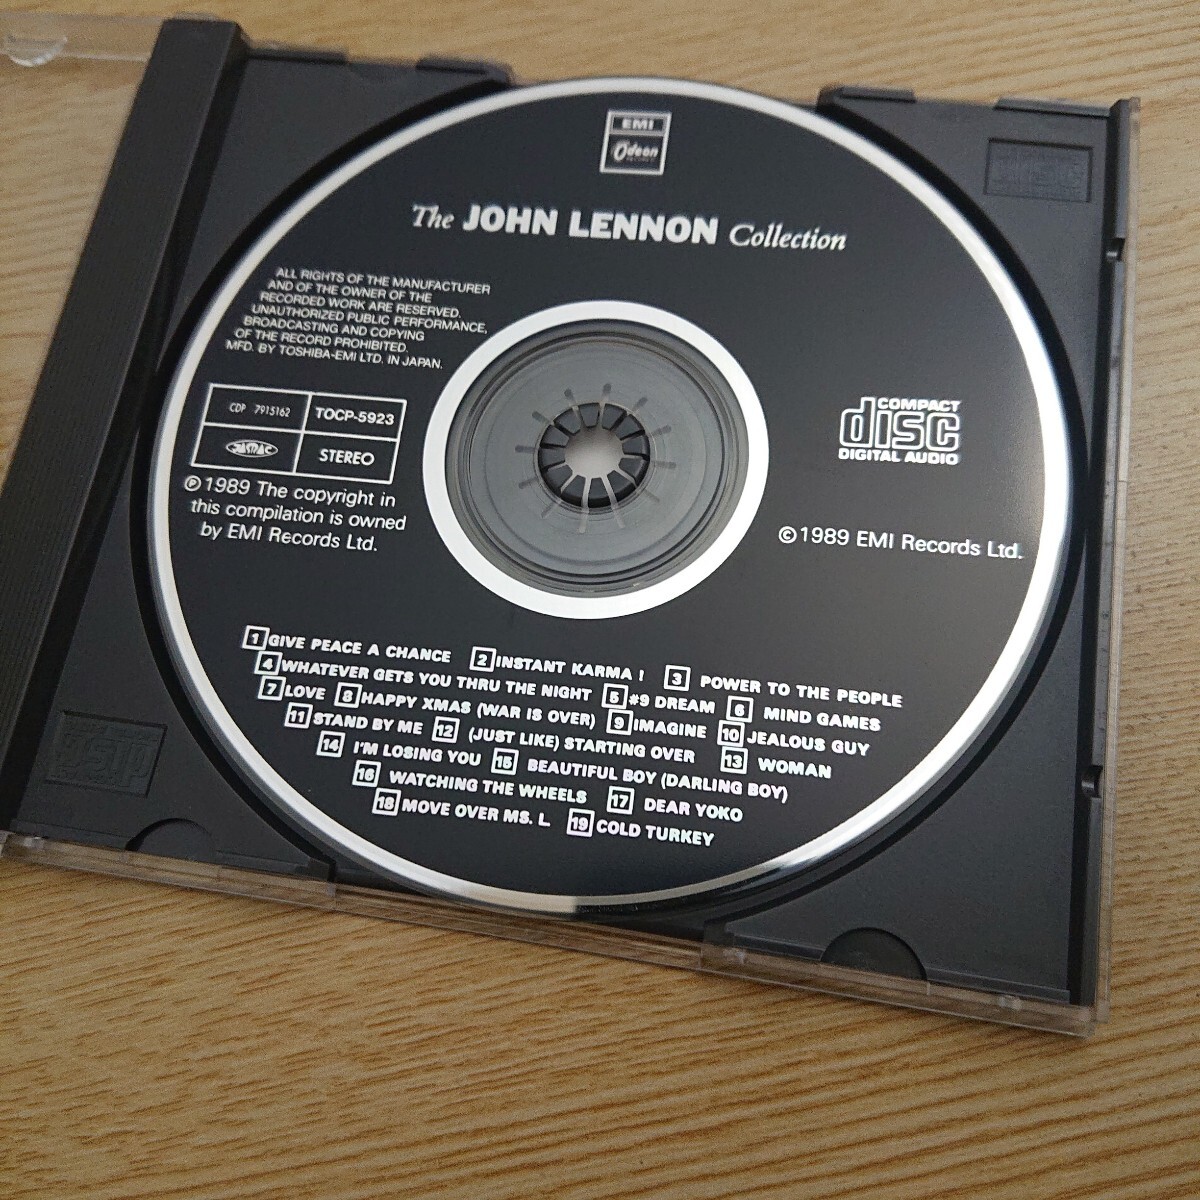 EMI
Odeon
The JOHN LENNON Collection
ALL RIGHTS OF THE MANUFACTURER
AND OF THE OWNER OF THE
RECORDED WORK ARE RESERVED.
UNAUTHORIZED PUBLIC PERFORMANCE,
BROADCASTING AND COPYING
OF THE RECORD PROHIBITED.
MFD. BY TOSHIBA-EMI LTD. IN JAPAN.
CDP 7915162 TOCP-5923
JASRAC STEREO
℗ 1989 The copyright in
this compilation is owned
by EMI Records Ltd.
COMPACT
disc
DIGITAL AUDIO
© 1989 EMI Records Ltd.
1 GIVE PEACE A CHANCE 2 INSTANT KARMA ! 3 POWER TO THE PEOPLE
4 WHATEVER GETS YOU THRU THE NIGHT 5 #9 DREAM 6 MIND GAMES
7 LOVE 8 HAPPY XMAS (WAR IS OVER) 9 IMAGINE 10 JEALOUS GUY
11 STAND BY ME 12 (JUST LIKE) STARTING OVER 13 WOMAN
14 I'M LOSING YOU 15 BEAUTIFUL BOY (DARLING BOY)
16 WATCHING THE WHEELS 17 DEAR YOKO
18 MOVE OVER MS. L. 19 COLD TURKEY